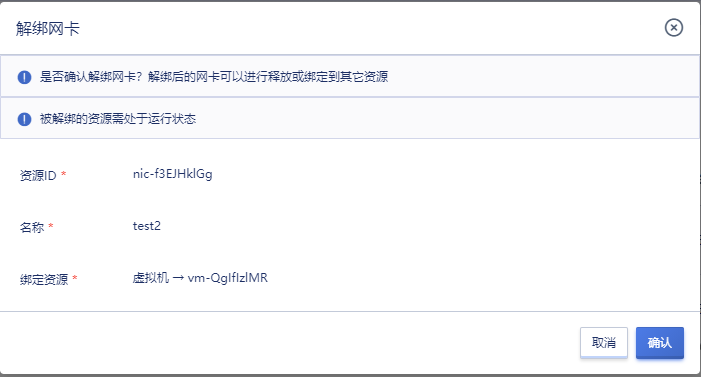 解绑网卡
是否确认解绑网卡？解绑后的网卡可以进行释放或绑定到其它资源
被解绑的资源需处于运行状态
资源ID * nic-f3EJHklGg
名称 * test2
绑定资源 * 虚拟机 → vm-QgIfIzlMR
取消 确认